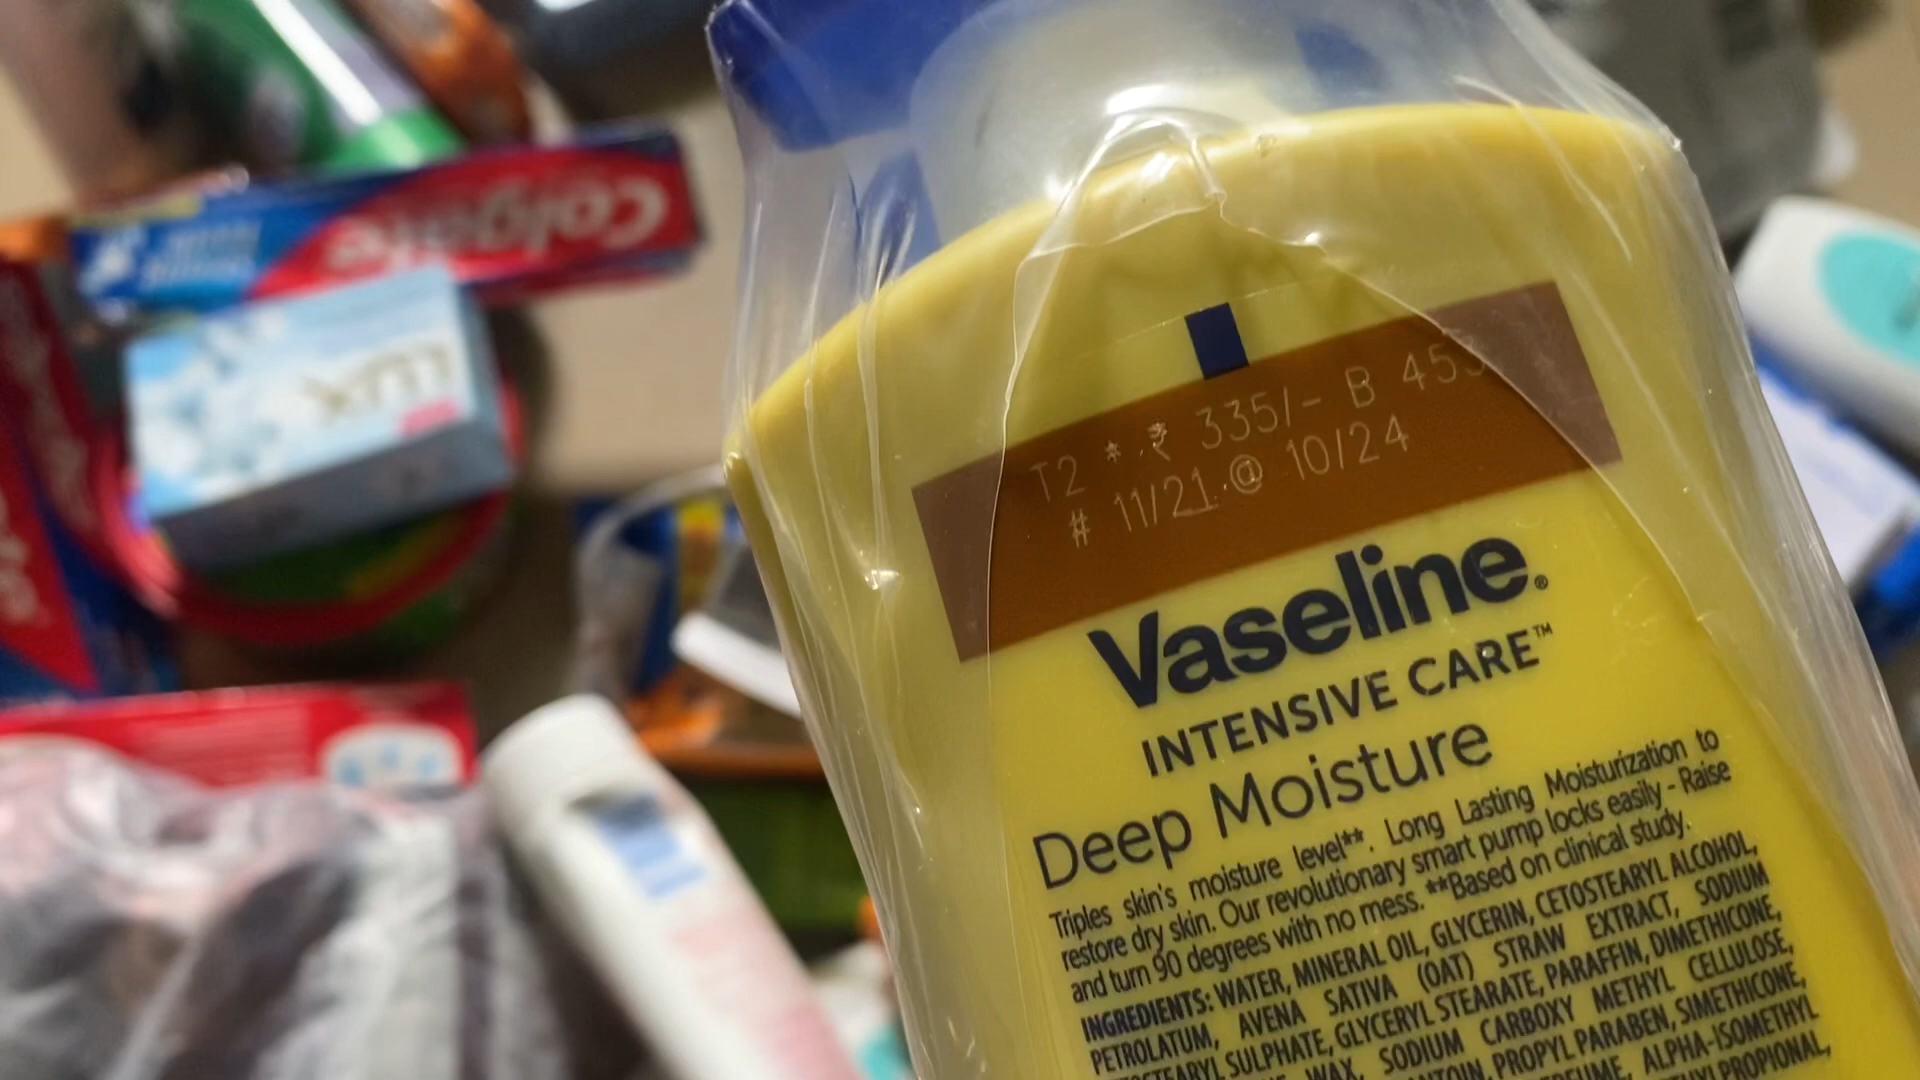 Colgate
LUX
T2 * ₹ 335/- B 453
# 11/21 @ 10/24
Vaseline®
INTENSIVE CARE™
Deep Moisture
Triples skin's moisture level**. Long Lasting Moisturization to
restore dry skin. Our revolutionary smart pump locks easily - Raise
and turn 90 degrees with no mess. **Based on clinical study.
INGREDIENTS: WATER, MINERAL OIL, GLYCERIN, CETOSTEARYL ALCOHOL,
PETROLATUM, AVENA SATIVA (OAT) STRAW EXTRACT, SODIUM
SULPHATE, GLYCERYL STEARATE, PARAFFIN, DIMETHICONE,
WAX, SODIUM CARBOXY METHYL CELLULOSE,
PROPYL PARABEN, SIMETHICONE,
ALPHA-ISOMETHYL